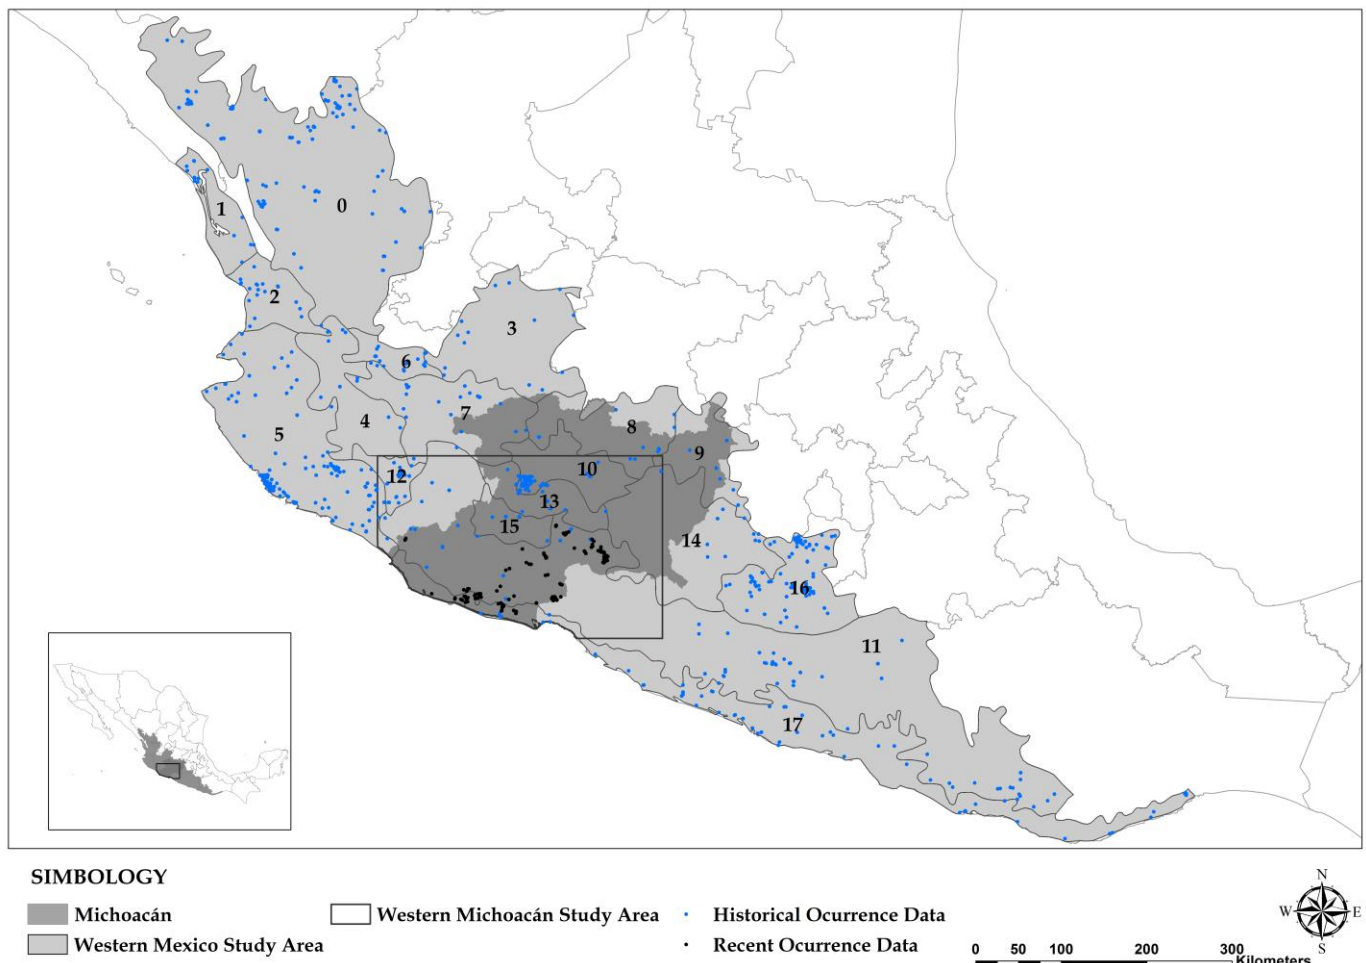 0
1
2
3
6
4
7
8
5
9
12
10
13
15
14
16
11
17
SIMBOLOGY
Michoacán
Western Michoacán Study Area
Historical Ocurrence Data
Western Mexico Study Area
Recent Ocurrence Data
N
W E
S
0 50 100 200 300
Kilometers